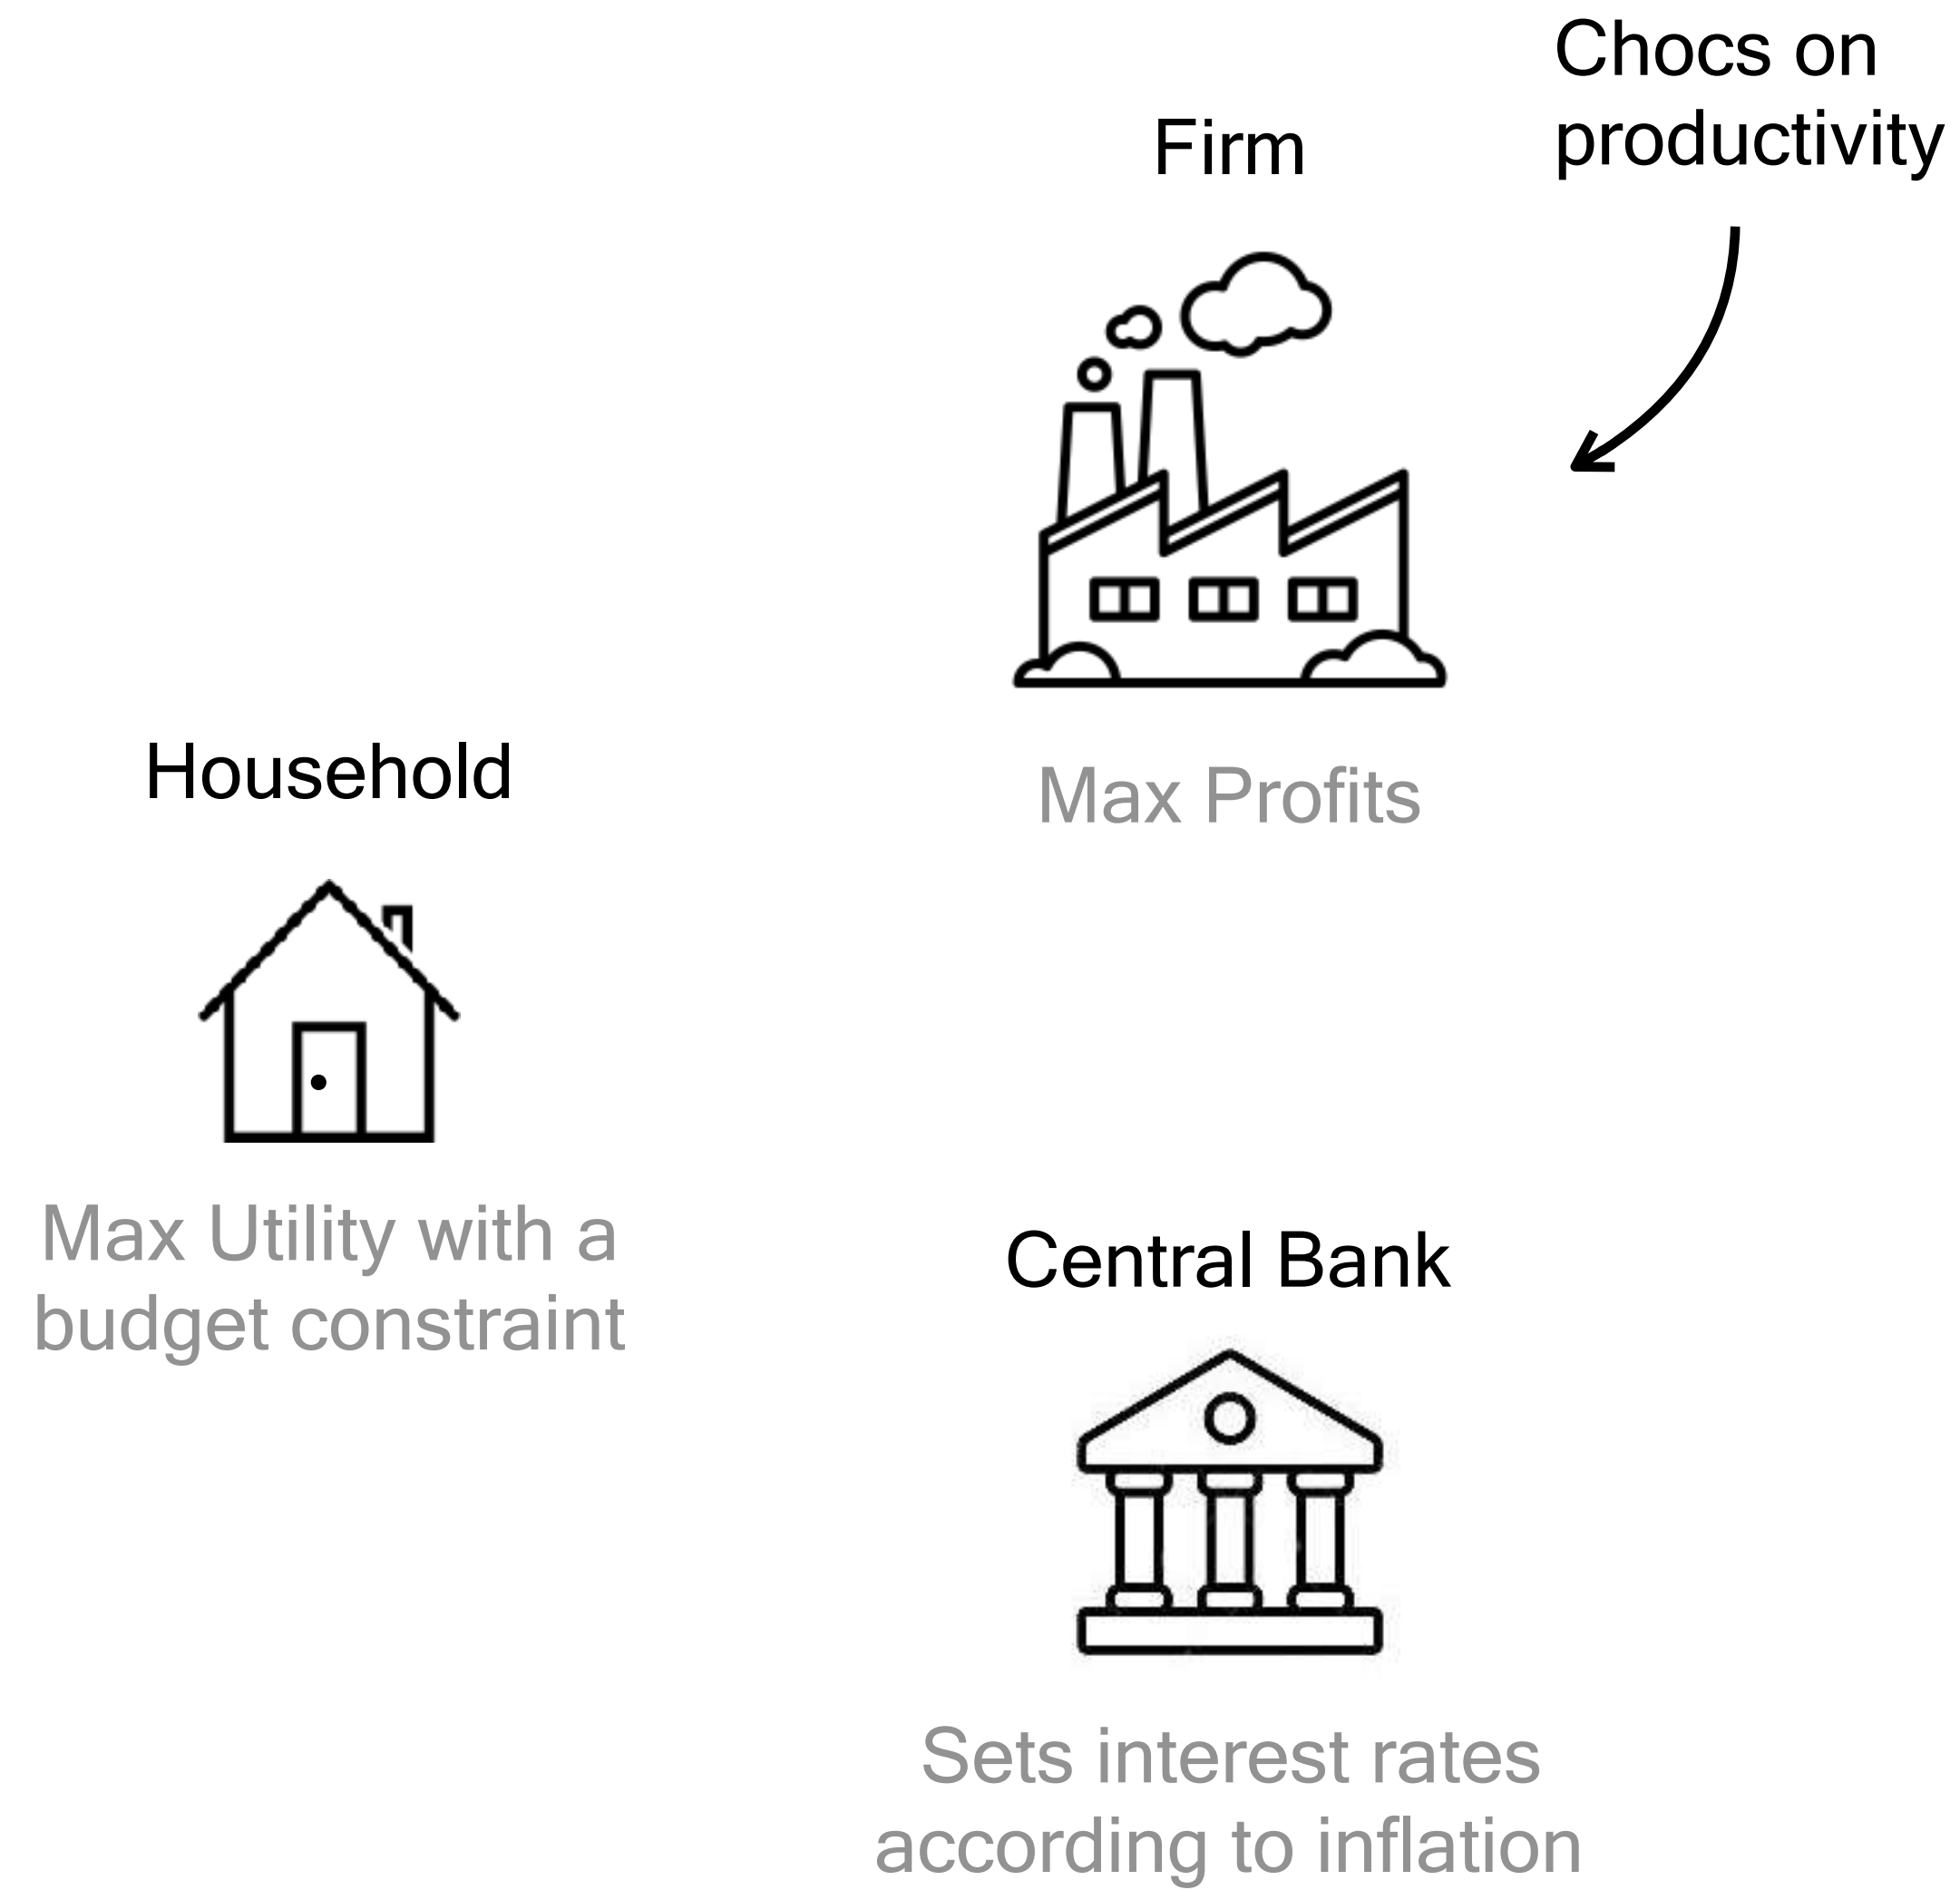 Chocs on
productivity
Firm
Max Profits
Household
Max Utility with a
budget constraint
Central Bank
Sets interest rates
according to inflation